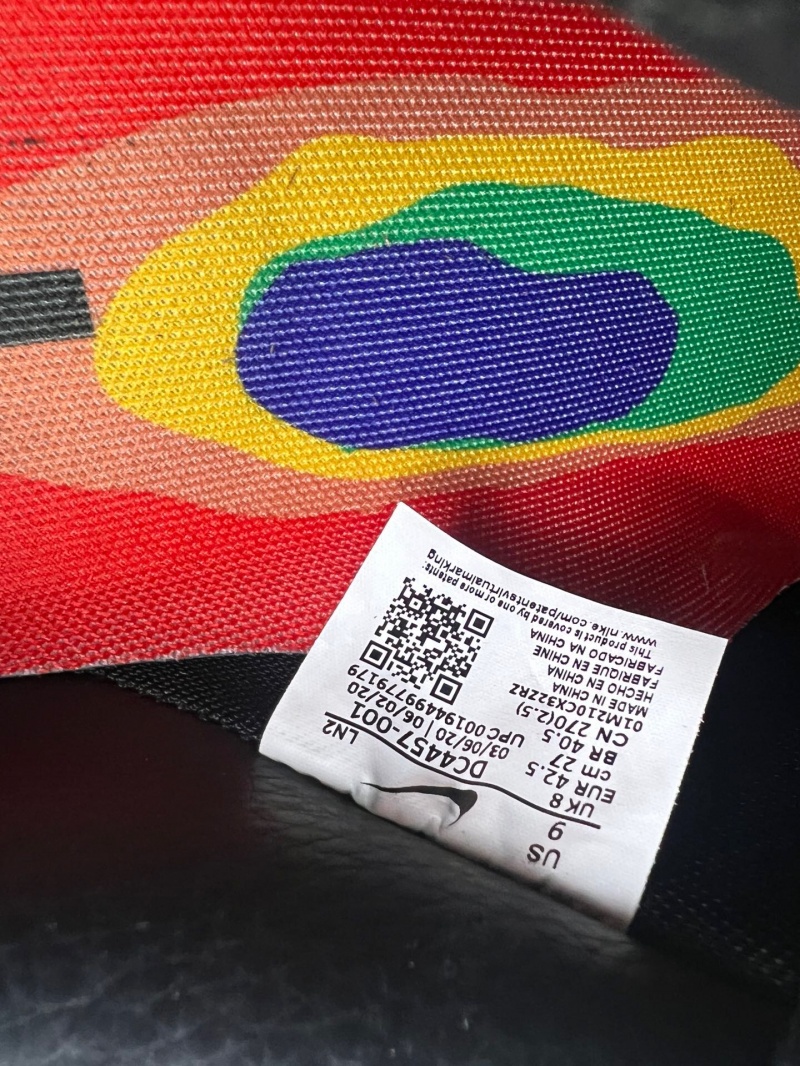 US
9
UK 8
EUR 42.5
cm 27
BR 40.5
CN 270(2.5)
01M210CX322RZ
MADE IN CHINA
HECHO EN CHINA
FABRIQUE EN CHINE
FABRICADO NA CHINA
This product is covered by one or more patents:
www.nike.com/patentsvirtualmarking
LN2
DC4457-001
03/06/20 | 06/02/20
UPC 00194499779179